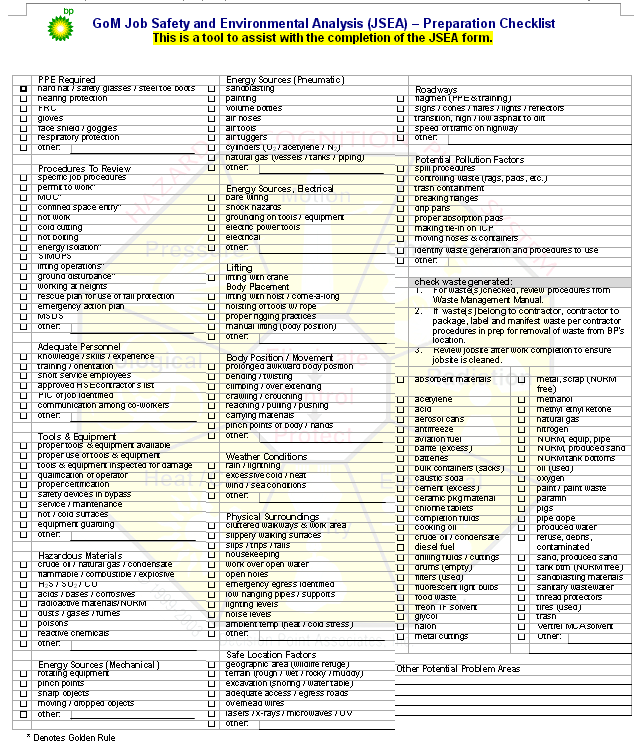 bp
GoM Job Safety and Environmental Analysis (JSEA) – Preparation Checklist
This is a tool to assist with the completion of the JSEA form.
PPE Required
hard hat / safety glasses / steel toe boots
hearing protection
FRC
gloves
face shield / goggles
respiratory protection
other:
Procedures To Review
specific job procedures
permit to work*
MOC*
confined space entry*
hot work
cold cutting
hot bolting
energy isolation*
SIMOPS
lifting operations*
ground disturbance*
working at heights
rescue plan for use of fall protection
emergency action plan
MSDS
other:
Adequate Personnel
knowledge / skills / experience
training / orientation
short service employees
approved HSE contractor's list
PIC of job identified
communication among co-workers
other:
Tools & Equipment
proper tools & equipment available
proper use of tools & equipment
tools & equipment inspected for damage
qualification of operator
proper certification
safety devices in bypass
service / maintenance
hot / cold surfaces
equipment guarding
other:
Hazardous Materials
crude oil / natural gas / condensate
flammable / combustible / explosive
H2S / SO2 / CO
acids / bases / corrosives
radioactive materials/NORM
dusts / gases / fumes
poisons
reactive chemicals
other:
Energy Sources (Mechanical)
rotating equipment
pinch points
sharp objects
moving / dropped objects
other:
* Denotes Golden Rule
Energy Sources (Pneumatic)
sandblasting
painting
volume bottles
air hoses
air tools
air tuggers
cylinders (O2 / acetylene / N2)
natural gas (vessels / tanks / piping)
other:
Energy Sources, Electrical
bare wiring
shock hazards
grounding on tools / equipment
electric power tools
electrical
other:
Lifting
lifting with crane
Body Placement
lifting with hoist / come-a-long
hoisting of tools w/ rope
proper rigging practices
manual lifting (body position)
other:
Body Position / Movement
prolonged awkward body position
bending / twisting
climbing / over extending
crawling / crouching
reaching / pulling / pushing
carrying materials
pinch points of body / hands
other:
Weather Conditions
rain / lightning
excessive cold / heat
wind / sea conditions
other:
Physical Surroundings
cluttered walkways & work area
slippery walking surfaces
slips / trips / falls
housekeeping
work over open water
open holes
emergency egress identified
low hanging pipes / supports
lighting levels
noise levels
ambient temp (heat / cold stress)
other:
Safe Location Factors
geographic area (wildlife refuge)
terrain (rough / wet / rocky / muddy)
excavation (shoring / water table)
adequate access / egress roads
overhead wires
lasers / x-rays / microwaves / UV
other:
Roadways
flagmen (PPE & training)
signs / cones / flares / lights / reflectors
transition, high / low asphalt to dirt
speed of traffic on highway
other:
Potential Pollution Factors
spill procedures
controlling waste (rags, pads, etc.)
trash containment
breaking flanges
drip pans
proper absorption pads
making tie-in on ICP
moving hoses & containers
identify waste generation and procedures to use
other:
check waste generated:
1. For waste(s) checked, review procedures from
Waste Management Manual.
2. If waste(s) belong to contractor, contractor to
package, label and manifest waste per contractor
procedures in prep for removal of waste from BP's
location.
3. Review jobsite after work completion to ensure
jobsite is cleaned.
absorbent materials
acetylene
acid
aerosol cans
antifreeze
aviation fuel
barite (excess)
batteries
bulk containers (sacks)
caustic soda
cement (excess)
ceramic pkg material
chlorine tablets
completion fluids
cooking oil
crude oil / condensate
diesel fuel
drilling fluids / cuttings
drums (empty)
filters (used)
fluorescent light bulbs
food waste
freon TF solvent
glycol
halon
metal cuttings
metal, scrap (NORM
free)
methanol
methyl ethyl ketone
natural gas
nitrogen
NORM, equip, pipe
NORM, produced sand
NORM tank bottoms
oil (used)
oxygen
paint / paint waste
paraffin
pigs
pipe dope
produced water
refuse, debris,
contaminated
sand, produced sand
tank btm (NORM free)
sandblasting materials
sanitary wastewater
thread protectors
tires (used)
trash
Vertrel MCA solvent
Other:
Other Potential Problem Areas